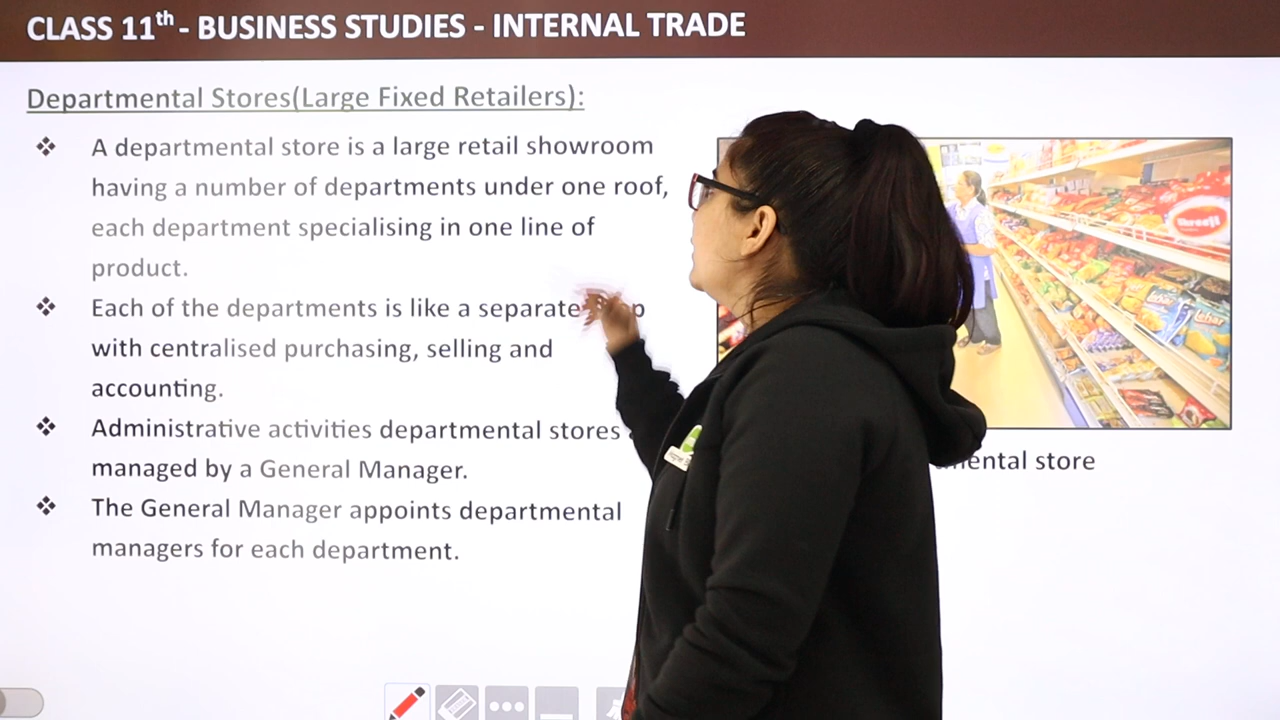 CLASS 11th - BUSINESS STUDIES - INTERNAL TRADE
Departmental Stores(Large Fixed Retailers):
❖ A departmental store is a large retail showroom
having a number of departments under one roof,
each department specialising in one line of
product.
❖ Each of the departments is like a separate
with centralised purchasing, selling and
accounting.
❖ Administrative activities departmental stores
managed by a General Manager.
❖ The General Manager appoints departmental
managers for each department.
store